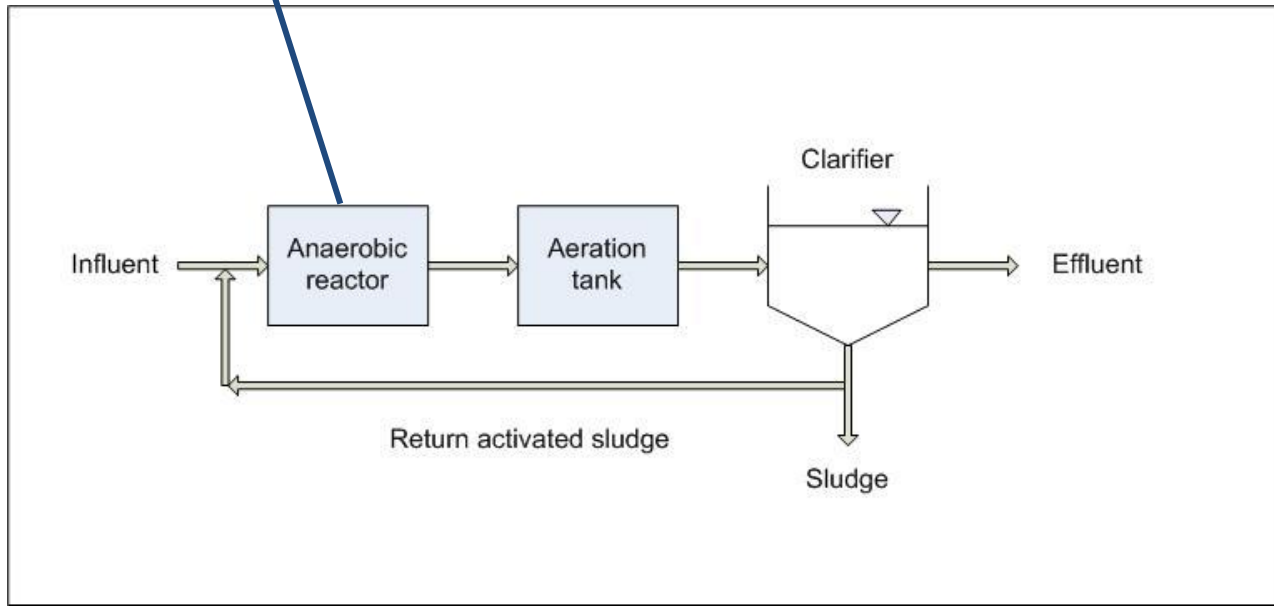 Clarifier
Influent
Anaerobic
reactor
Aeration
tank
Effluent
Return activated sludge
Sludge